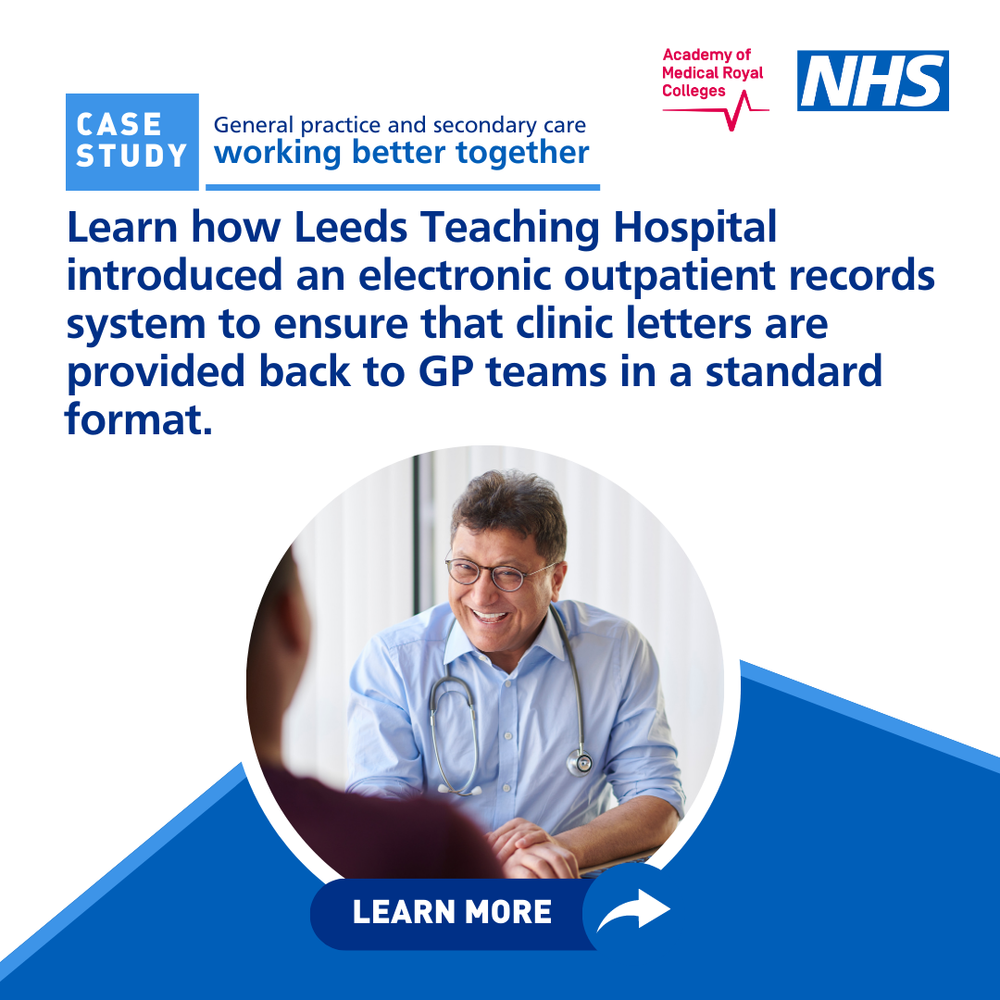 Academy of
Medical Royal
Colleges
NHS
CASE
STUDY
General practice and secondary care
working better together
Learn how Leeds Teaching Hospital
introduced an electronic outpatient records
system to ensure that clinic letters are
provided back to GP teams in a standard
format.
LEARN MORE